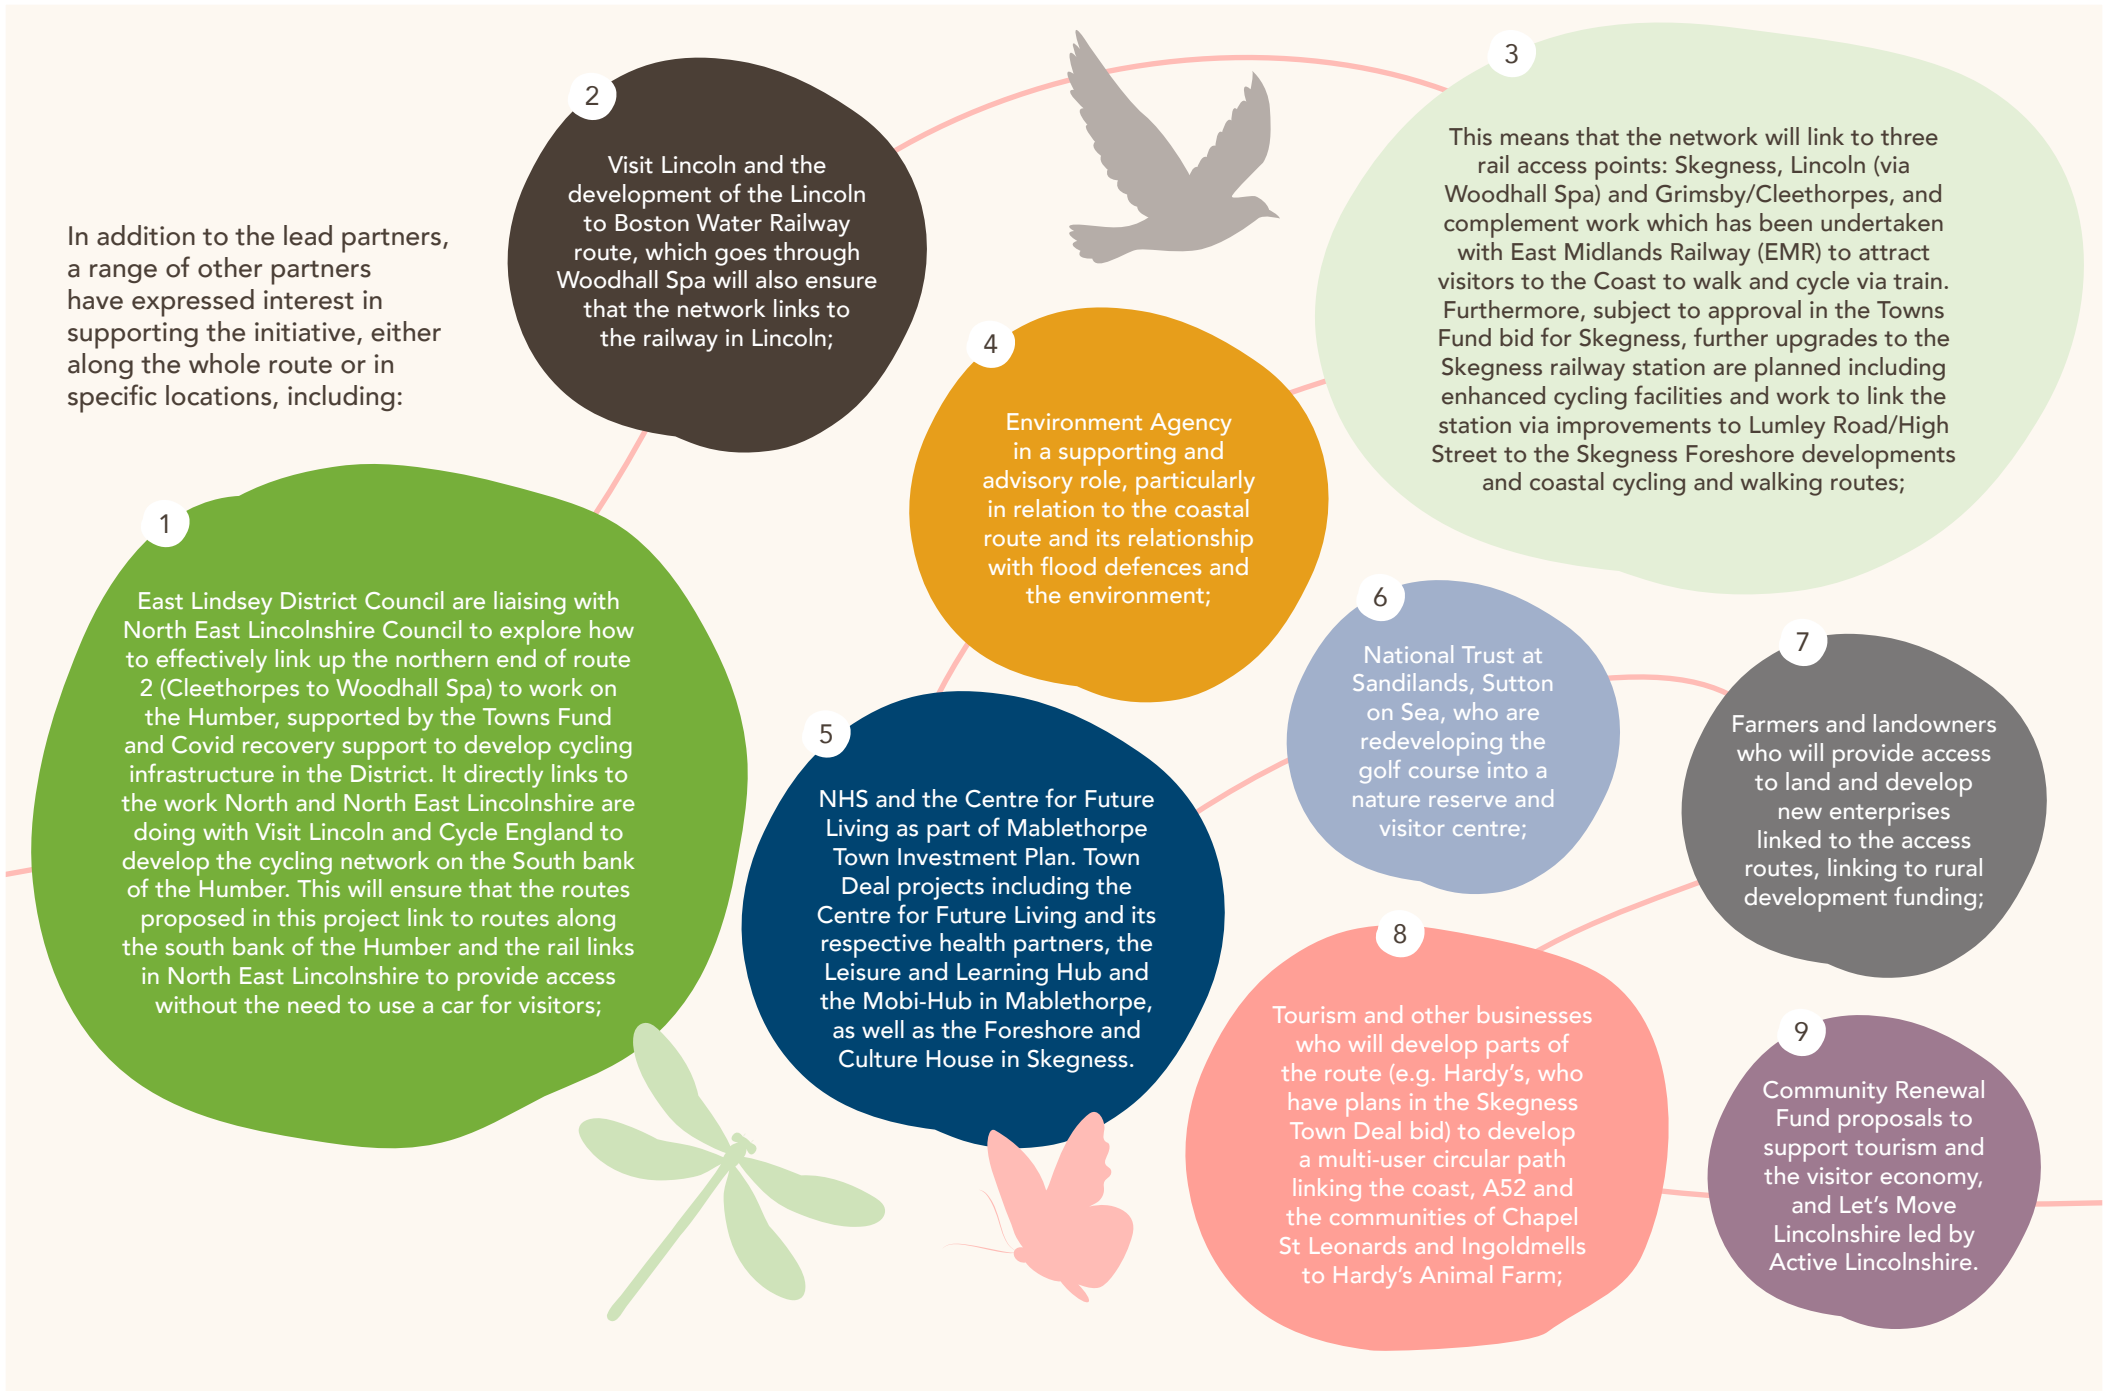 In addition to the lead partners,
a range of other partners
have expressed interest in
supporting the initiative, either
along the whole route or in
specific locations, including:
1
East Lindsey District Council are liaising with
North East Lincolnshire Council to explore how
to effectively link up the northern end of route
2 (Cleethorpes to Woodhall Spa) to work on
the Humber, supported by the Towns Fund
and Covid recovery support to develop cycling
infrastructure in the District. It directly links to
the work North and North East Lincolnshire are
doing with Visit Lincoln and Cycle England to
develop the cycling network on the South bank
of the Humber. This will ensure that the routes
proposed in this project link to routes along
the south bank of the Humber and the rail links
in North East Lincolnshire to provide access
without the need to use a car for visitors;
2
Visit Lincoln and the
development of the Lincoln
to Boston Water Railway
route, which goes through
Woodhall Spa will also ensure
that the network links to
the railway in Lincoln;
3
This means that the network will link to three
rail access points: Skegness, Lincoln (via
Woodhall Spa) and Grimsby/Cleethorpes, and
complement work which has been undertaken
with East Midlands Railway (EMR) to attract
visitors to the Coast to walk and cycle via train.
Furthermore, subject to approval in the Towns
Fund bid for Skegness, further upgrades to the
Skegness railway station are planned including
enhanced cycling facilities and work to link the
station via improvements to Lumley Road/High
Street to the Skegness Foreshore developments
and coastal cycling and walking routes;
4
Environment Agency
in a supporting and
advisory role, particularly
in relation to the coastal
route and its relationship
with flood defences and
the environment;
5
NHS and the Centre for Future
Living as part of Mablethorpe
Town Investment Plan. Town
Deal projects including the
Centre for Future Living and its
respective health partners, the
Leisure and Learning Hub and
the Mobi-Hub in Mablethorpe,
as well as the Foreshore and
Culture House in Skegness.
6
National Trust at
Sandilands, Sutton
on Sea, who are
redeveloping the
golf course into a
nature reserve and
visitor centre;
7
Farmers and landowners
who will provide access
to land and develop
new enterprises
linked to the access
routes, linking to rural
development funding;
8
Tourism and other businesses
who will develop parts of
the route (e.g. Hardy's, who
have plans in the Skegness
Town Deal bid) to develop
a multi-user circular path
linking the coast, A52 and
the communities of Chapel
St Leonards and Ingoldmells
to Hardy's Animal Farm;
9
Community Renewal
Fund proposals to
support tourism and
the visitor economy,
and Let's Move
Lincolnshire led by
Active Lincolnshire.